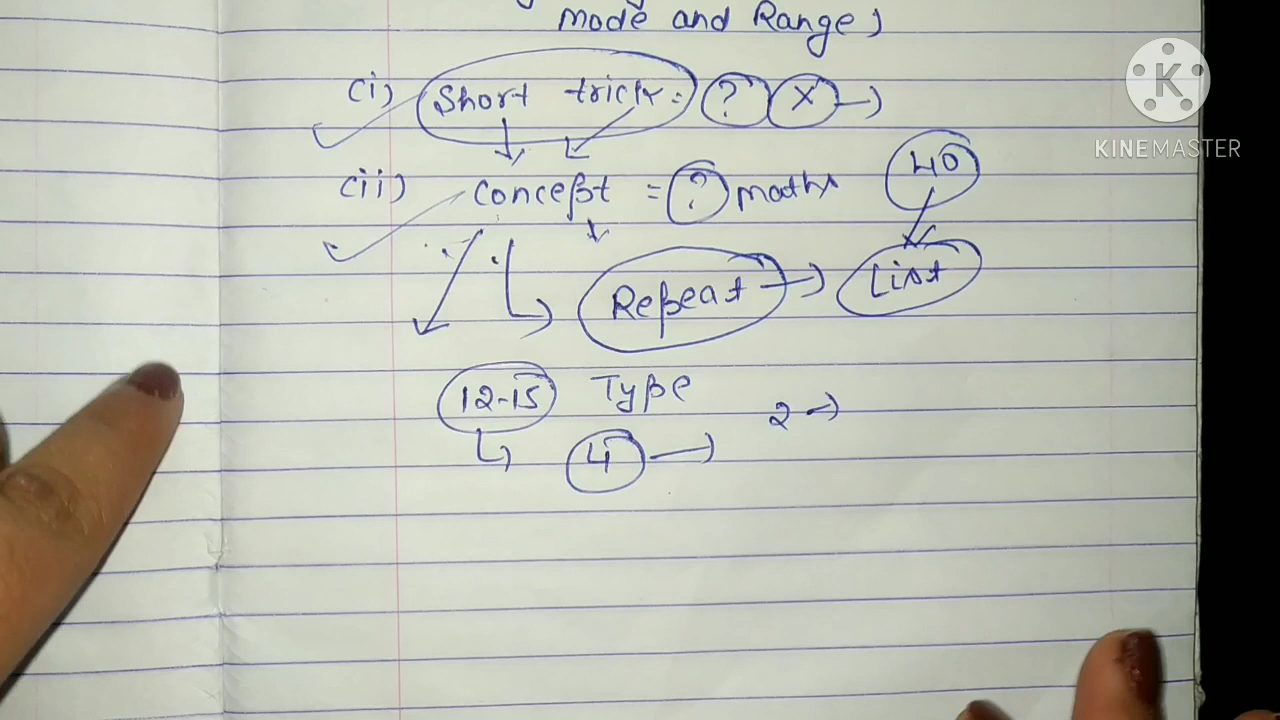 mode and Range)
(i) Short trick = ? X →
K
KINEMASTER
(ii) Concept = ? maths 40
Repeat → List
12-15 Type
2 →
4 →